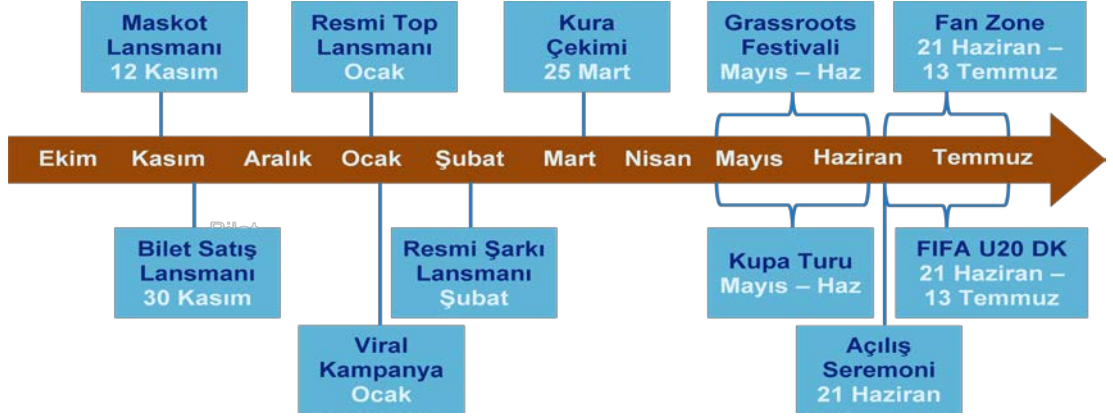 Maskot
Lansmanı
12 Kasım
Resmi Top
Lansmanı
Ocak
Kura
Çekimi
25 Mart
Grassroots
Festivali
Mayıs – Haz
Fan Zone
21 Haziran –
13 Temmuz
Ekim Kasım Aralık Ocak Şubat Mart Nisan Mayıs Haziran Temmuz
Bilet
Bilet Satış
Lansmanı
30 Kasım
Resmi Şarkı
Lansmanı
Şubat
Kupa Turu
Mayıs – Haz
FIFA U20 DK
21 Haziran –
13 Temmuz
Viral
Kampanya
Ocak
Açılış
Seremoni
21 Haziran